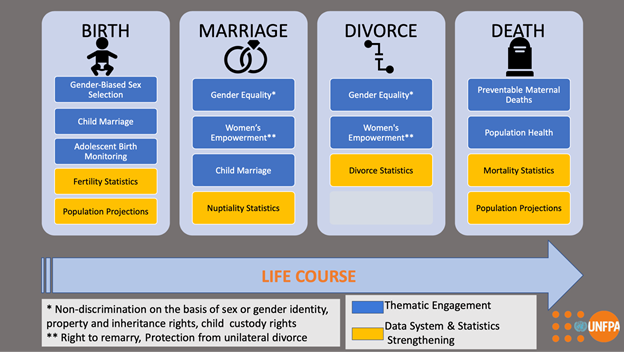 BIRTH
Gender-Biased Sex
Selection
Child Marriage
Adolescent Birth
Monitoring
Fertility Statistics
Population Projections
MARRIAGE
Gender Equality*
Women's
Empowerment**
Child Marriage
Nuptiality Statistics
DIVORCE
Gender Equality*
Women's
Empowerment**
Divorce Statistics
DEATH
Preventable Maternal
Deaths
Population Health
Mortality Statistics
Population Projections
LIFE COURSE
* Non-discrimination on the basis of sex or gender identity,
property and inheritance rights, child custody rights
** Right to remarry, Protection from unilateral divorce
Thematic Engagement
Data System & Statistics
Strengthening
UNFPA